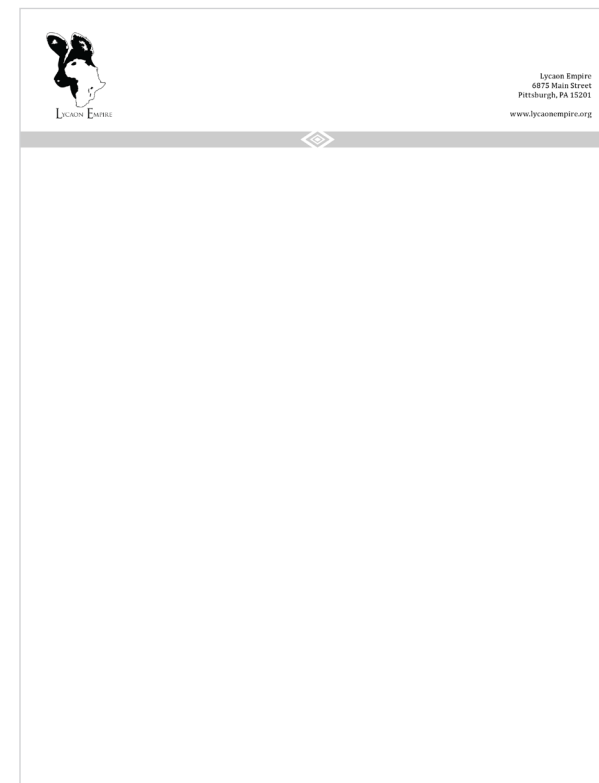 LYCAON EMPIRE
Lycaon Empire
6875 Main Street
Pittsburgh, PA 15201
www.lycaonempire.org